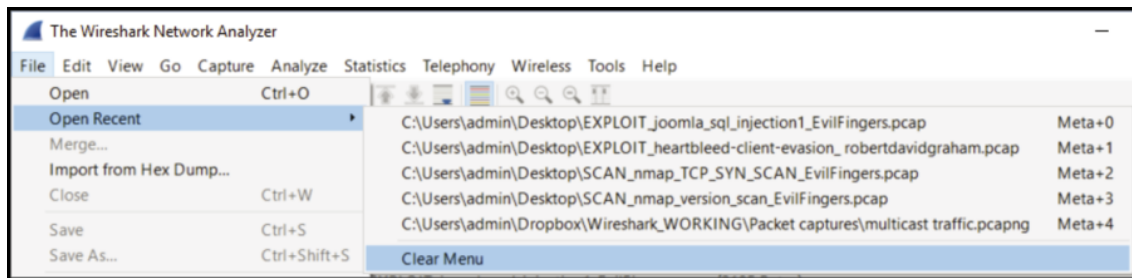 The Wireshark Network Analyzer
File Edit View Go Capture Analyze Statistics Telephony Wireless Tools Help
Open Ctrl+O
Open Recent
C:\Users\admin\Desktop\EXPLOIT_joomla_sql_injection1_EvilFingers.pcap Meta+0
Merge...
C:\Users\admin\Desktop\EXPLOIT_heartbleed-client-evasion_ robertdavidgraham.pcap Meta+1
Import from Hex Dump...
C:\Users\admin\Desktop\SCAN_nmap_TCP_SYN_SCAN_EvilFingers.pcap Meta+2
Close Ctrl+W
C:\Users\admin\Desktop\SCAN_nmap_version_scan_EvilFingers.pcap Meta+3
Save Ctrl+S
C:\Users\admin\Dropbox\Wireshark_WORKING\Packet captures\multicast traffic.pcapng Meta+4
Save As... Ctrl+Shift+S
Clear Menu